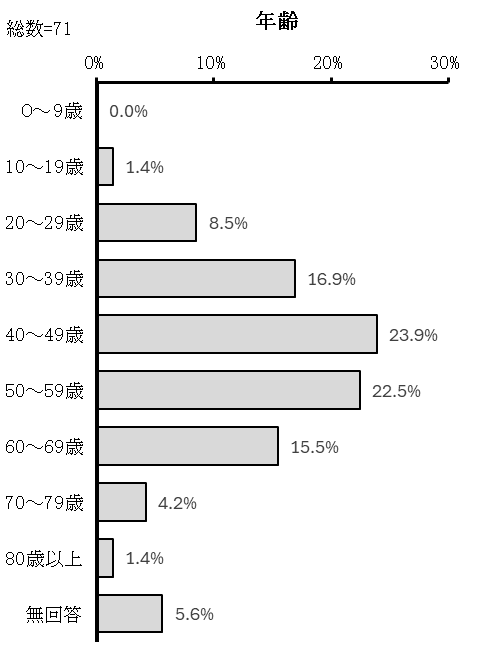 年齢
総数=71
0% 10% 20% 30%
0～9歳 0.0%
10～19歳 1.4%
20～29歳 8.5%
30～39歳 16.9%
40～49歳 23.9%
50～59歳 22.5%
60～69歳 15.5%
70～79歳 4.2%
80歳以上 1.4%
無回答 5.6%